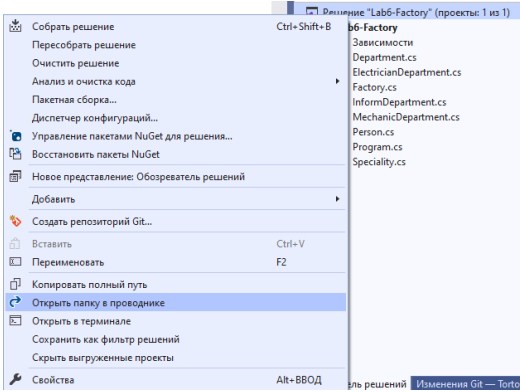 Решение "Lab6-Factory" (проекты: 1 из 1)
Собрать решение Ctrl+Shift+B
Пересобрать решение
Очистить решение
Анализ и очистка кода
Пакетная сборка...
Диспетчер конфигураций...
Управление пакетами NuGet для решения...
Восстановить пакеты NuGet
Новое представление: Обозреватель решений
Добавить
Создать репозиторий Git...
Вставить Ctrl+V
Переименовать F2
Копировать полный путь
Открыть папку в проводнике
Открыть в терминале
Сохранить как фильтр решений
Скрыть выгруженные проекты
Свойства Alt+ВВОД
b6-Factory
Зависимости
Department.cs
ElectricianDepartment.cs
Factory.cs
InformDepartment.cs
MechanicDepartment.cs
Person.cs
Program.cs
Speciality.cs
ель решений Изменения Git — Torto